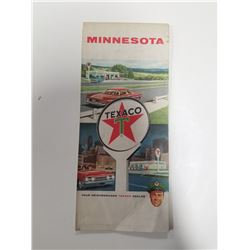 MINNESOTA
TEXACO
T
YOUR NEIGHBORHOOD TEXACO DEALER